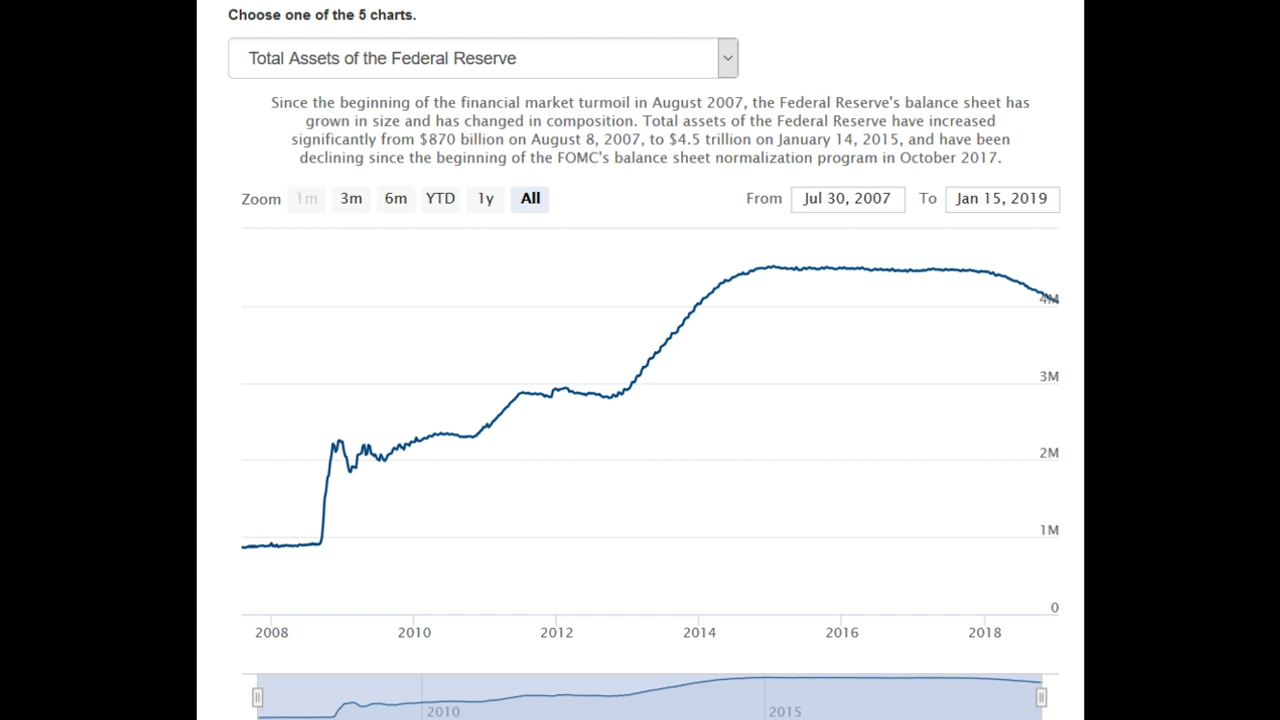 Choose one of the 5 charts.
Total Assets of the Federal Reserve
Since the beginning of the financial market turmoil in August 2007, the Federal Reserve's balance sheet has
grown in size and has changed in composition. Total assets of the Federal Reserve have increased
significantly from $870 billion on August 8, 2007, to $4.5 trillion on January 14, 2015, and have been
declining since the beginning of the FOMC's balance sheet normalization program in October 2017.
Zoom 1m 3m 6m YTD 1y All From Jul 30, 2007 To Jan 15, 2019
4M
3M
2M
1M
0
2008 2010 2012 2014 2016 2018
2010 2015